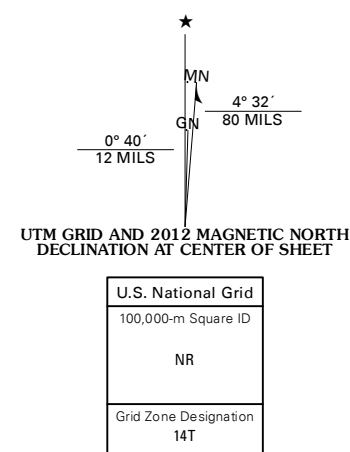 ★
MN
4° 32´
80 MILS
GN
0° 40´
12 MILS
UTM GRID AND 2012 MAGNETIC NORTH
DECLINATION AT CENTER OF SHEET
U.S. National Grid
100,000-m Square ID
NR
Grid Zone Designation
14T